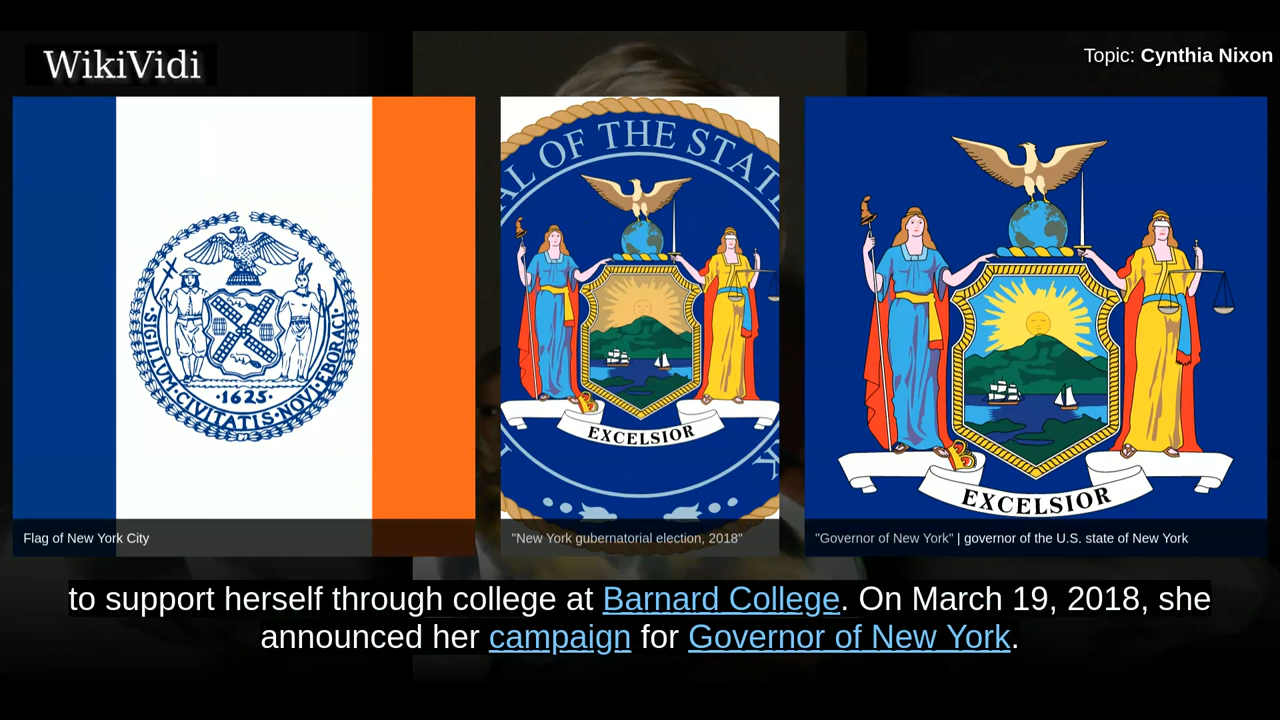 WikiVidi
Topic: Cynthia Nixon
·SIGILLUM·CIVITATIS·NOVI·EBORAC·
·1625·
AL OF THE STAT
K
EXCELSIOR
EXCELSIOR
Flag of New York City
"New York gubernatorial election, 2018"
"Governor of New York" | governor of the U.S. state of New York
to support herself through college at Barnard College. On March 19, 2018, she
announced her campaign for Governor of New York.